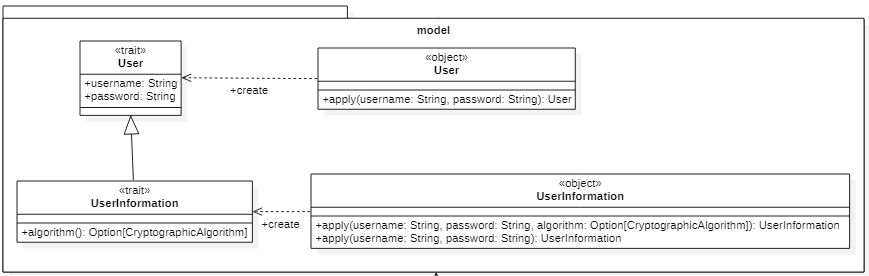 model
«trait»
User
+username: String
+password: String
«object»
User
+apply(username: String, password: String): User
+create
«trait»
UserInformation
+algorithm(): Option[CryptographicAlgorithm]
«object»
UserInformation
+apply(username: String, password: String, algorithm: Option[CryptographicAlgorithm]): UserInformation
+apply(username: String, password: String): UserInformation
+create